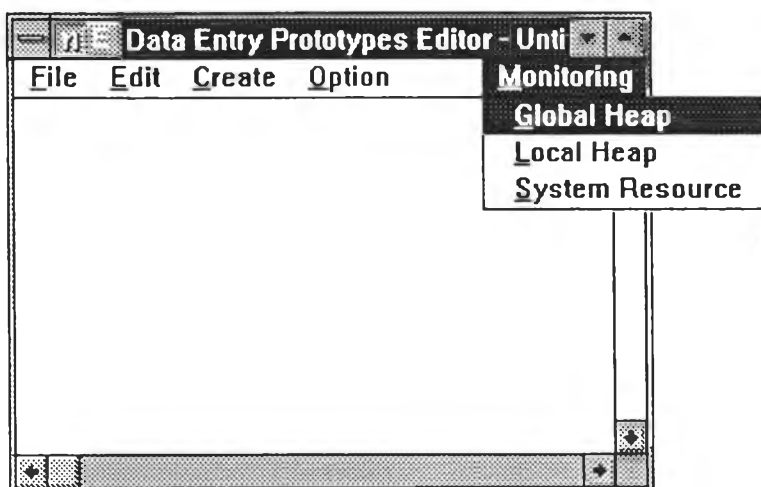 Data Entry Prototypes Editor - Unti
File Edit Create Option Monitoring
Global Heap
Local Heap
System Resource